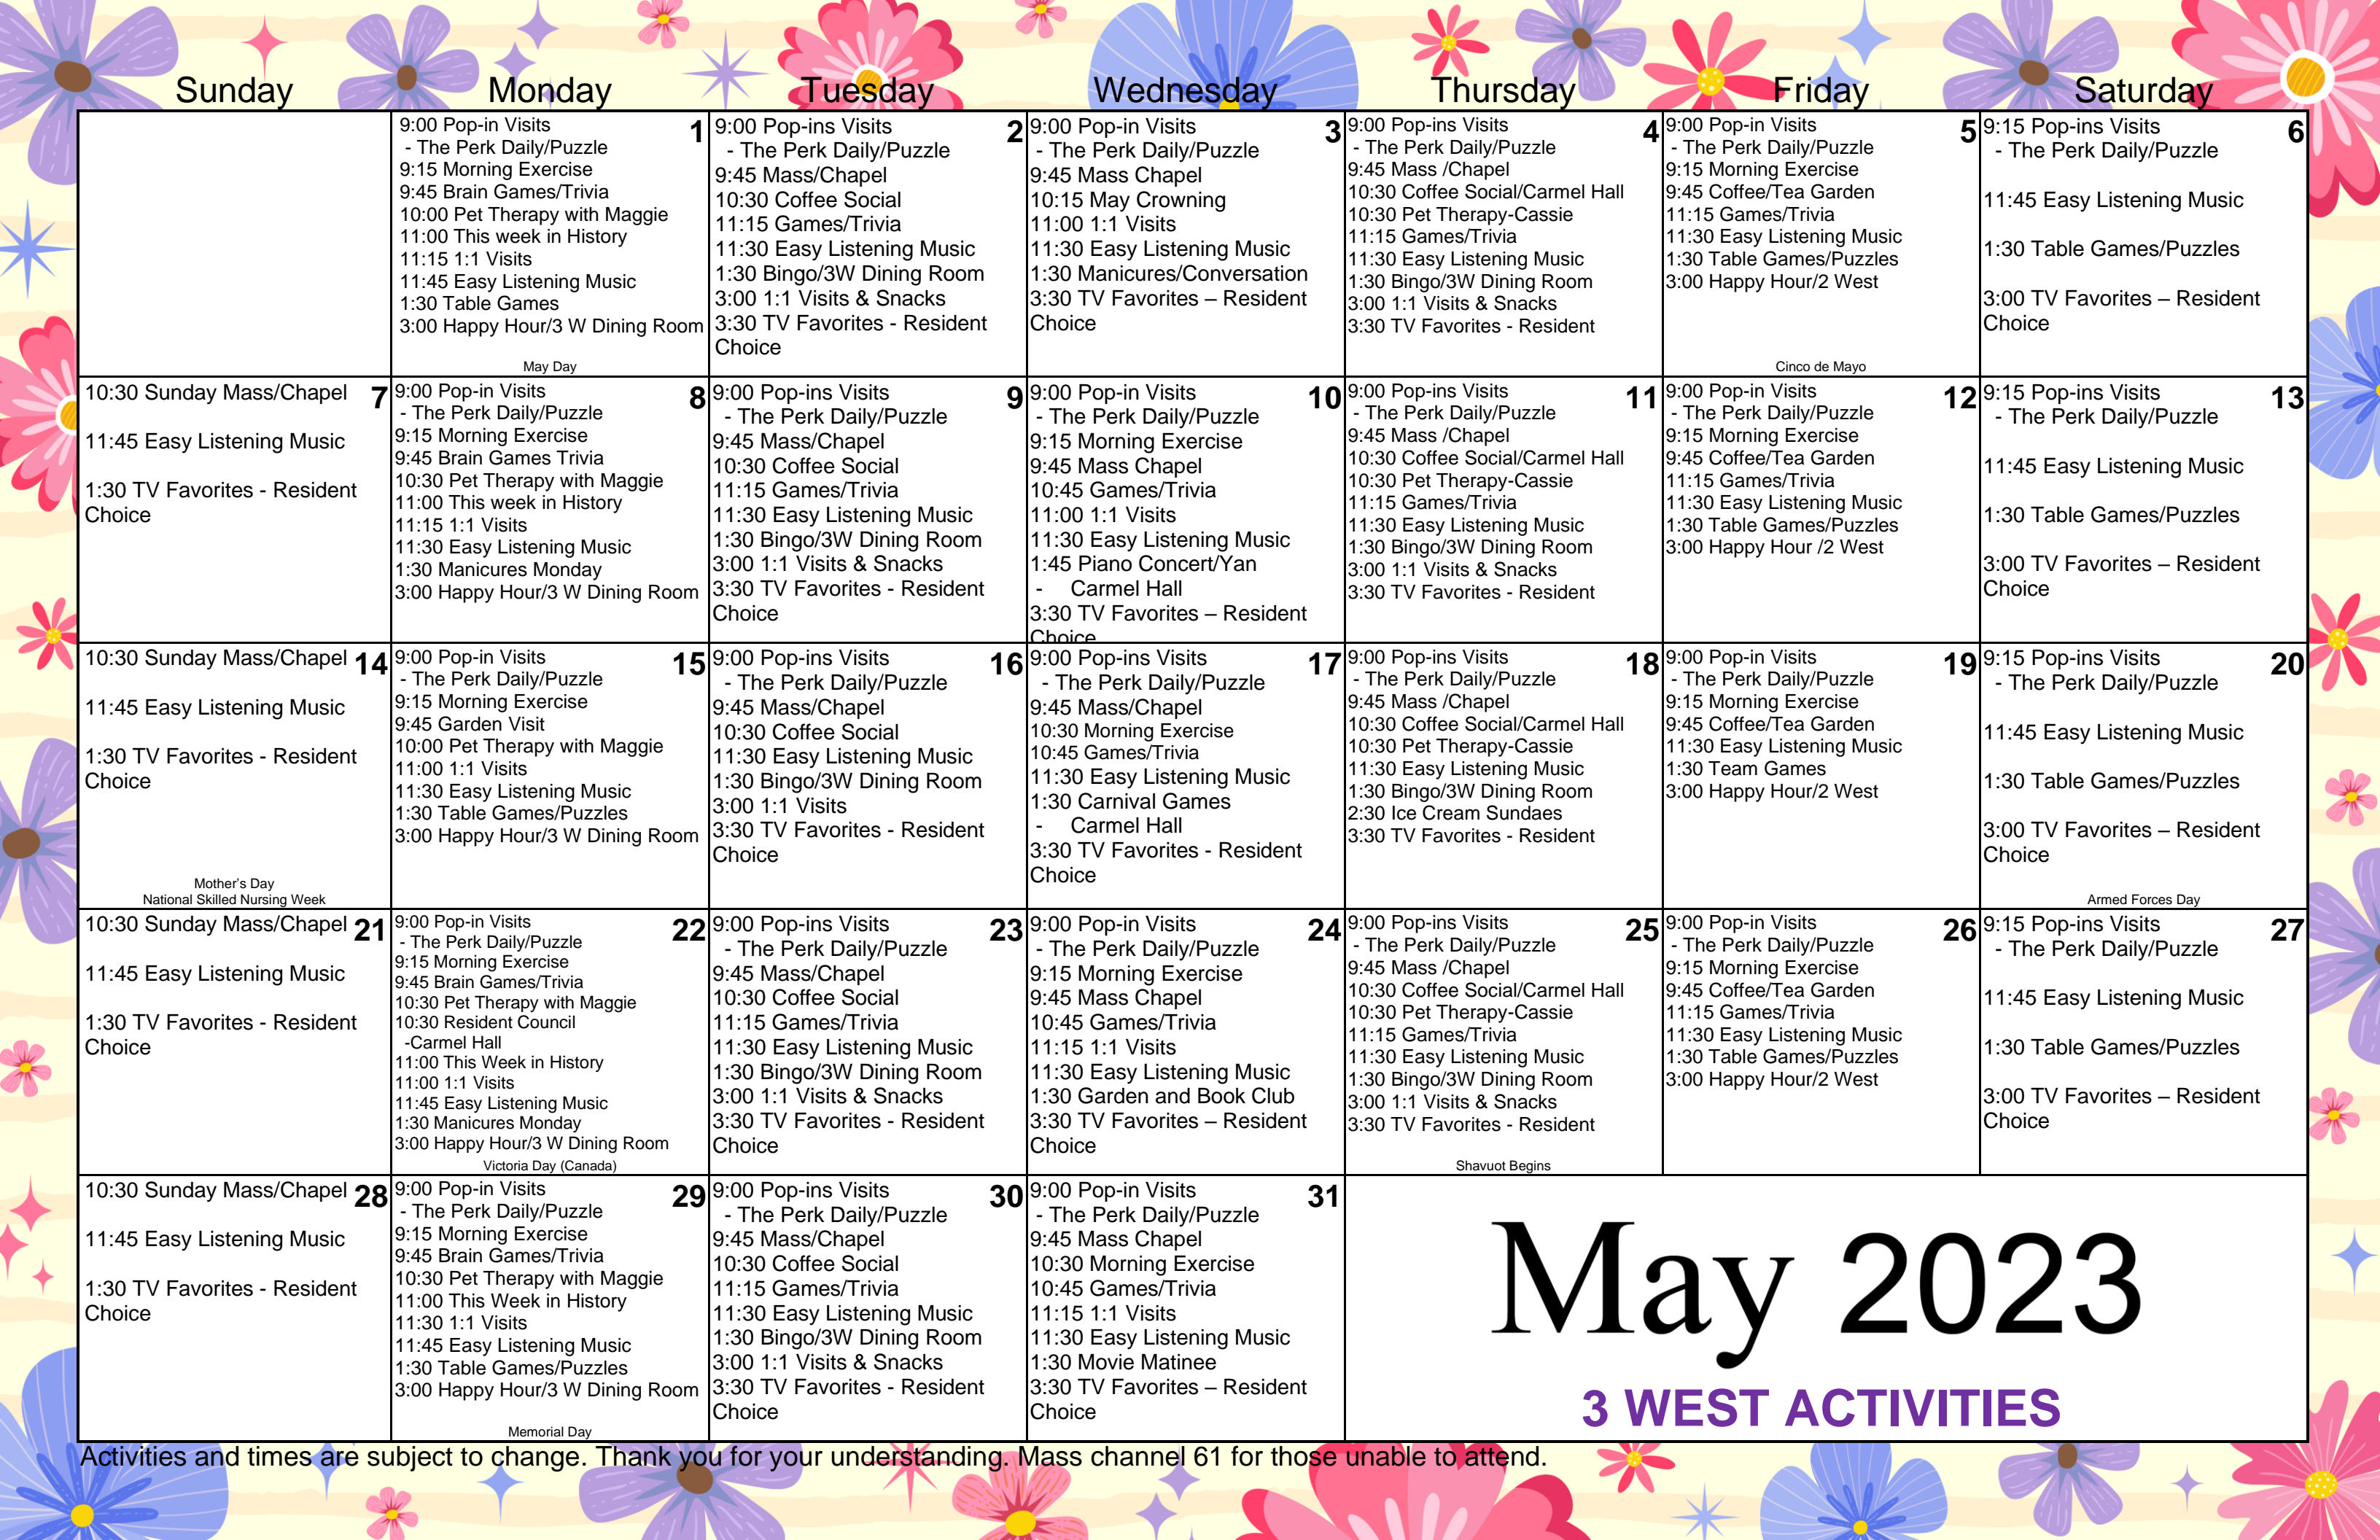 Sunday
Monday
Tuesday
Wednesday
Thursday
Friday
Saturday
1
9:00 Pop-in Visits
- The Perk Daily/Puzzle
9:15 Morning Exercise
9:45 Brain Games/Trivia
10:00 Pet Therapy with Maggie
11:00 This week in History
11:15 1:1 Visits
11:45 Easy Listening Music
1:30 Table Games
3:00 Happy Hour/3 W Dining Room
May Day
2
9:00 Pop-ins Visits
- The Perk Daily/Puzzle
9:45 Mass/Chapel
10:30 Coffee Social
11:15 Games/Trivia
11:30 Easy Listening Music
1:30 Bingo/3W Dining Room
3:00 1:1 Visits & Snacks
3:30 TV Favorites - Resident
Choice
3
9:00 Pop-in Visits
- The Perk Daily/Puzzle
9:45 Mass Chapel
10:15 May Crowning
11:00 1:1 Visits
11:30 Easy Listening Music
1:30 Manicures/Conversation
3:30 TV Favorites – Resident
Choice
4
9:00 Pop-ins Visits
- The Perk Daily/Puzzle
9:45 Mass /Chapel
10:30 Coffee Social/Carmel Hall
10:30 Pet Therapy-Cassie
11:15 Games/Trivia
11:30 Easy Listening Music
1:30 Bingo/3W Dining Room
3:00 1:1 Visits & Snacks
3:30 TV Favorites - Resident
5
9:00 Pop-in Visits
- The Perk Daily/Puzzle
9:15 Morning Exercise
9:45 Coffee/Tea Garden
11:15 Games/Trivia
11:30 Easy Listening Music
1:30 Table Games/Puzzles
3:00 Happy Hour/2 West
Cinco de Mayo
6
9:15 Pop-ins Visits
- The Perk Daily/Puzzle
11:45 Easy Listening Music
1:30 Table Games/Puzzles
3:00 TV Favorites – Resident
Choice
7
10:30 Sunday Mass/Chapel
11:45 Easy Listening Music
1:30 TV Favorites - Resident
Choice
8
9:00 Pop-in Visits
- The Perk Daily/Puzzle
9:15 Morning Exercise
9:45 Brain Games Trivia
10:30 Pet Therapy with Maggie
11:00 This week in History
11:15 1:1 Visits
11:30 Easy Listening Music
1:30 Manicures Monday
3:00 Happy Hour/3 W Dining Room
9
9:00 Pop-ins Visits
- The Perk Daily/Puzzle
9:45 Mass/Chapel
10:30 Coffee Social
11:15 Games/Trivia
11:30 Easy Listening Music
1:30 Bingo/3W Dining Room
3:00 1:1 Visits & Snacks
3:30 TV Favorites - Resident
Choice
10
9:00 Pop-in Visits
- The Perk Daily/Puzzle
9:15 Morning Exercise
9:45 Mass Chapel
10:45 Games/Trivia
11:00 1:1 Visits
11:30 Easy Listening Music
1:45 Piano Concert/Yan
- Carmel Hall
3:30 TV Favorites – Resident
Choice
11
9:00 Pop-ins Visits
- The Perk Daily/Puzzle
9:45 Mass /Chapel
10:30 Coffee Social/Carmel Hall
10:30 Pet Therapy-Cassie
11:15 Games/Trivia
11:30 Easy Listening Music
1:30 Bingo/3W Dining Room
3:00 1:1 Visits & Snacks
3:30 TV Favorites - Resident
12
9:00 Pop-in Visits
- The Perk Daily/Puzzle
9:15 Morning Exercise
9:45 Coffee/Tea Garden
11:15 Games/Trivia
11:30 Easy Listening Music
1:30 Table Games/Puzzles
3:00 Happy Hour /2 West
13
9:15 Pop-ins Visits
- The Perk Daily/Puzzle
11:45 Easy Listening Music
1:30 Table Games/Puzzles
3:00 TV Favorites – Resident
Choice
14
10:30 Sunday Mass/Chapel
11:45 Easy Listening Music
1:30 TV Favorites - Resident
Choice
Mother's Day
National Skilled Nursing Week
15
9:00 Pop-in Visits
- The Perk Daily/Puzzle
9:15 Morning Exercise
9:45 Garden Visit
10:00 Pet Therapy with Maggie
11:00 1:1 Visits
11:30 Easy Listening Music
1:30 Table Games/Puzzles
3:00 Happy Hour/3 W Dining Room
16
9:00 Pop-ins Visits
- The Perk Daily/Puzzle
9:45 Mass/Chapel
10:30 Coffee Social
11:30 Easy Listening Music
1:30 Bingo/3W Dining Room
3:00 1:1 Visits
3:30 TV Favorites - Resident
Choice
17
9:00 Pop-ins Visits
- The Perk Daily/Puzzle
9:45 Mass/Chapel
10:30 Morning Exercise
10:45 Games/Trivia
11:30 Easy Listening Music
1:30 Carnival Games
- Carmel Hall
3:30 TV Favorites - Resident
Choice
18
9:00 Pop-ins Visits
- The Perk Daily/Puzzle
9:45 Mass /Chapel
10:30 Coffee Social/Carmel Hall
10:30 Pet Therapy-Cassie
11:30 Easy Listening Music
1:30 Bingo/3W Dining Room
2:30 Ice Cream Sundaes
3:30 TV Favorites - Resident
19
9:00 Pop-in Visits
- The Perk Daily/Puzzle
9:15 Morning Exercise
9:45 Coffee/Tea Garden
11:30 Easy Listening Music
1:30 Team Games
3:00 Happy Hour/2 West
20
9:15 Pop-ins Visits
- The Perk Daily/Puzzle
11:45 Easy Listening Music
1:30 Table Games/Puzzles
3:00 TV Favorites – Resident
Choice
Armed Forces Day
21
10:30 Sunday Mass/Chapel
11:45 Easy Listening Music
1:30 TV Favorites - Resident
Choice
22
9:00 Pop-in Visits
- The Perk Daily/Puzzle
9:15 Morning Exercise
9:45 Brain Games/Trivia
10:30 Pet Therapy with Maggie
10:30 Resident Council
-Carmel Hall
11:00 This Week in History
11:00 1:1 Visits
11:45 Easy Listening Music
1:30 Manicures Monday
3:00 Happy Hour/3 W Dining Room
Victoria Day (Canada)
23
9:00 Pop-ins Visits
- The Perk Daily/Puzzle
9:45 Mass/Chapel
10:30 Coffee Social
11:15 Games/Trivia
11:30 Easy Listening Music
1:30 Bingo/3W Dining Room
3:00 1:1 Visits & Snacks
3:30 TV Favorites - Resident
Choice
24
9:00 Pop-in Visits
- The Perk Daily/Puzzle
9:15 Morning Exercise
9:45 Mass Chapel
10:45 Games/Trivia
11:15 1:1 Visits
11:30 Easy Listening Music
1:30 Garden and Book Club
3:30 TV Favorites – Resident
Choice
25
9:00 Pop-ins Visits
- The Perk Daily/Puzzle
9:45 Mass /Chapel
10:30 Coffee Social/Carmel Hall
10:30 Pet Therapy-Cassie
11:15 Games/Trivia
11:30 Easy Listening Music
1:30 Bingo/3W Dining Room
3:00 1:1 Visits & Snacks
3:30 TV Favorites - Resident
Shavuot Begins
26
9:00 Pop-in Visits
- The Perk Daily/Puzzle
9:15 Morning Exercise
9:45 Coffee/Tea Garden
11:15 Games/Trivia
11:30 Easy Listening Music
1:30 Table Games/Puzzles
3:00 Happy Hour/2 West
27
9:15 Pop-ins Visits
- The Perk Daily/Puzzle
11:45 Easy Listening Music
1:30 Table Games/Puzzles
3:00 TV Favorites – Resident
Choice
28
10:30 Sunday Mass/Chapel
11:45 Easy Listening Music
1:30 TV Favorites - Resident
Choice
29
9:00 Pop-in Visits
- The Perk Daily/Puzzle
9:15 Morning Exercise
9:45 Brain Games/Trivia
10:30 Pet Therapy with Maggie
11:00 This Week in History
11:30 1:1 Visits
11:45 Easy Listening Music
1:30 Table Games/Puzzles
3:00 Happy Hour/3 W Dining Room
Memorial Day
30
9:00 Pop-ins Visits
- The Perk Daily/Puzzle
9:45 Mass/Chapel
10:30 Coffee Social
11:15 Games/Trivia
11:30 Easy Listening Music
1:30 Bingo/3W Dining Room
3:00 1:1 Visits & Snacks
3:30 TV Favorites - Resident
Choice
31
9:00 Pop-in Visits
- The Perk Daily/Puzzle
9:45 Mass Chapel
10:30 Morning Exercise
10:45 Games/Trivia
11:15 1:1 Visits
11:30 Easy Listening Music
1:30 Movie Matinee
3:30 TV Favorites – Resident
Choice
May 2023
3 WEST ACTIVITIES
Activities and times are subject to change. Thank you for your understanding. Mass channel 61 for those unable to attend.